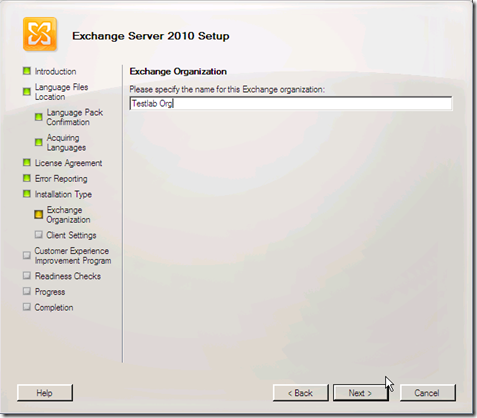 Exchange Server 2010 Setup
Introduction
Language Files
Location
Language Pack
Confirmation
Acquiring
Languages
License Agreement
Error Reporting
Installation Type
Exchange
Organization
Client Settings
Customer Experience
Improvement Program
Readiness Checks
Progress
Completion
Exchange Organization
Please specify the name for this Exchange organization:
Testlab Org
Help
< Back
Next >
Cancel